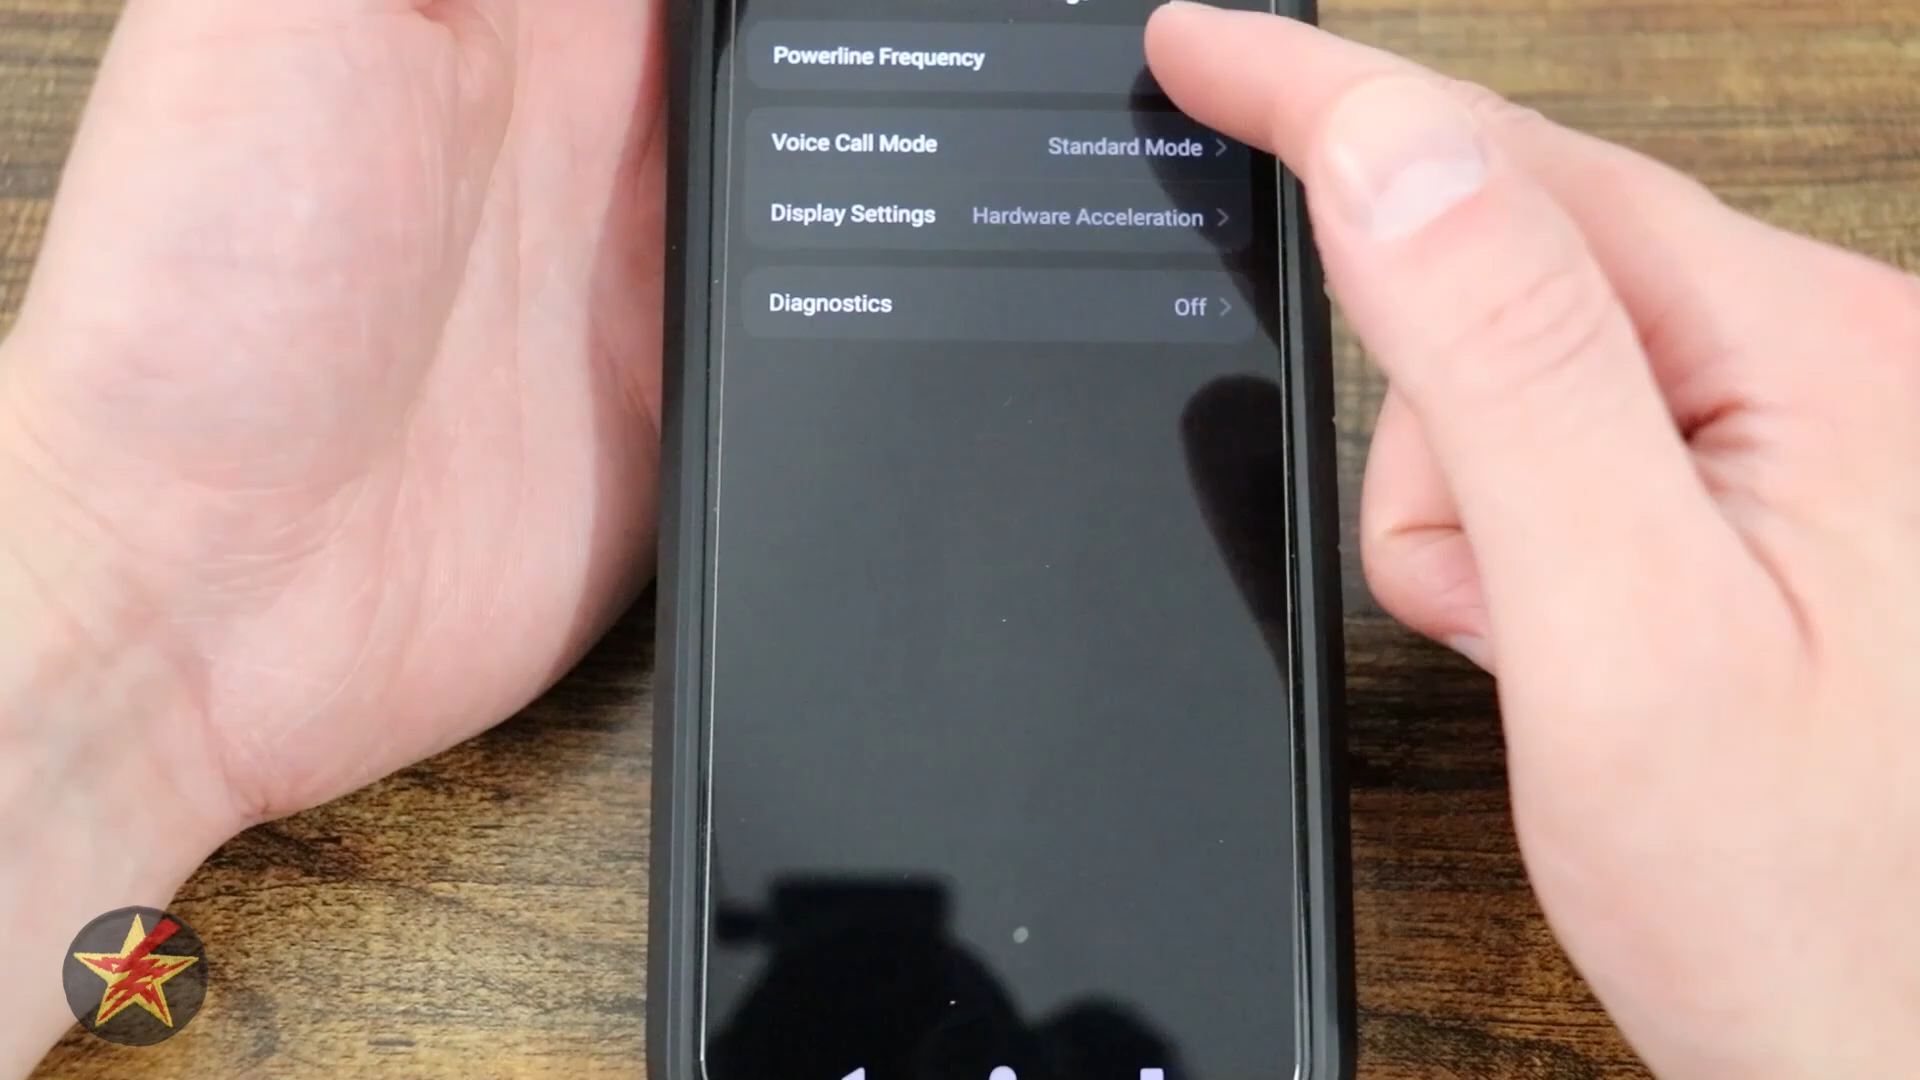 Powerline Frequency
Voice Call Mode Standard Mode
Display Settings Hardware Acceleration
Diagnostics Off